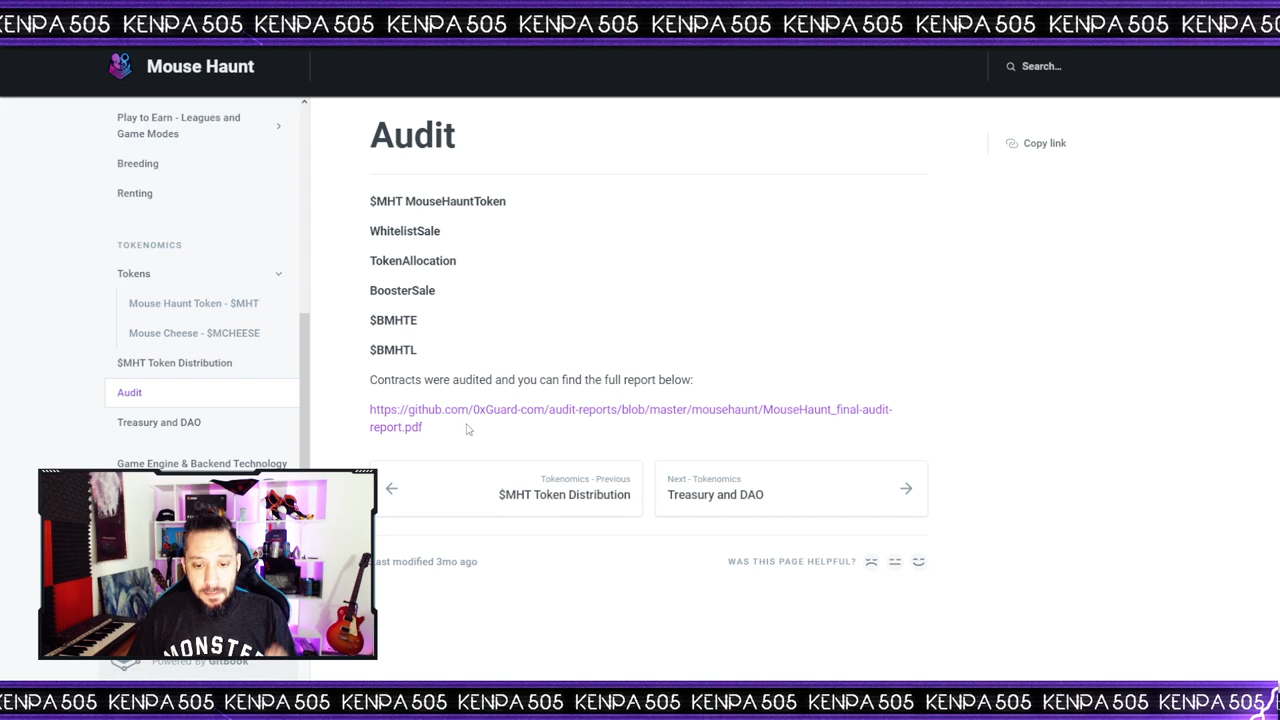 KENPA 505 KENPA 505 KENPA 505 KENPA 505 KENPA 505 KENPA 505 KENPA 505 KENPA 505 KENPA 505 KENPA 50
Mouse Haunt
Search...
Play to Earn - Leagues and
Game Modes
Breeding
Renting
TOKENOMICS
Tokens
Mouse Haunt Token - $MHT
Mouse Cheese - $MCHEESE
$MHT Token Distribution
Audit
Treasury and DAO
Game Engine & Backend Technology
Powered By GitBook
Audit
Copy link
$MHT MouseHauntToken
WhitelistSale
TokenAllocation
BoosterSale
$BMHTE
$BMHTL
Contracts were audited and you can find the full report below:
https://github.com/0xGuard-com/audit-reports/blob/master/mousehaunt/MouseHaunt_final-audit-
report.pdf
Tokenomics - Previous
$MHT Token Distribution
Next - Tokenomics
Treasury and DAO
ast modified 3mo ago
WAS THIS PAGE HELPFUL?
MONSTE
KENPA 505 KENPA 505 KENPA 505 KENPA 505 KENPA 505 KENPA 505 KENPA 505 KENPA 505 KENPA 505 KENPA 505 KENPA 505